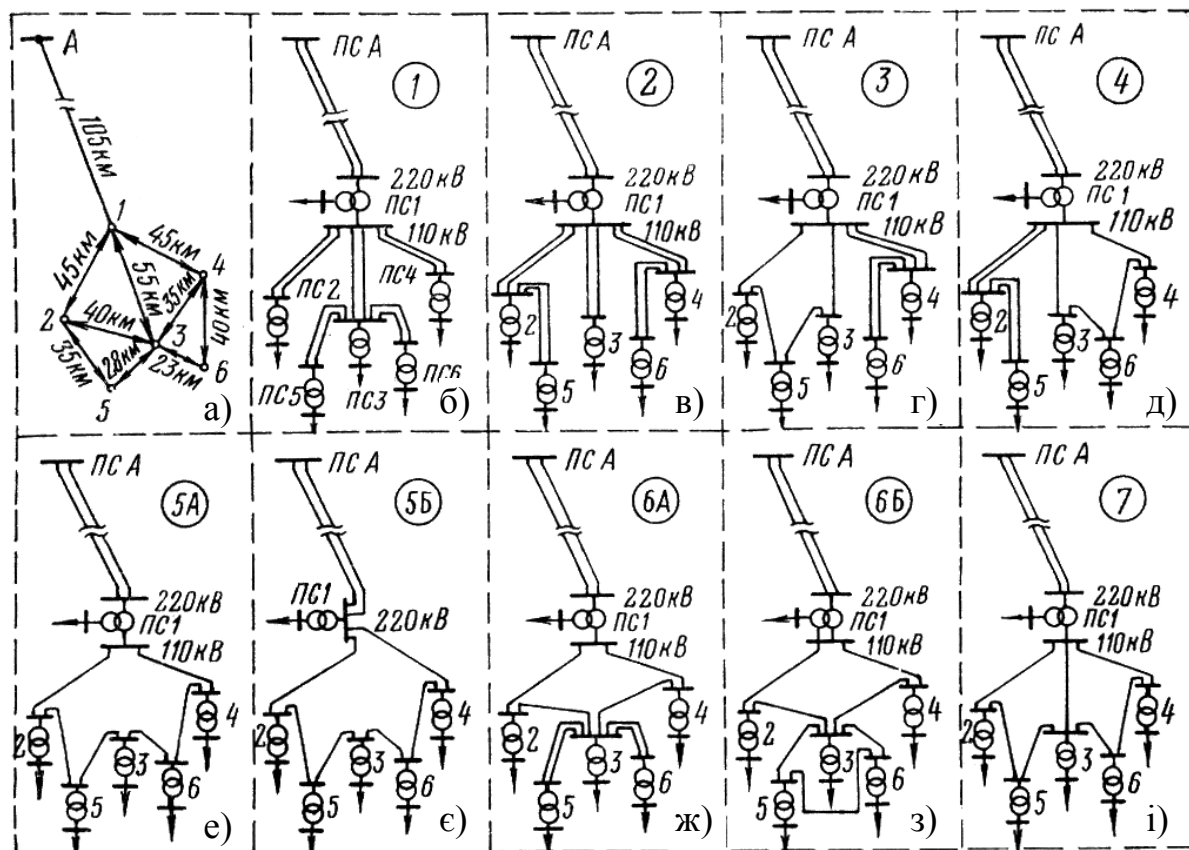 А
105км
1
45км
45км
55км
4
35км
40км
2
40км
3
35км
28км
23км
6
5
а)
ПС А
1
220кВ
ПС1
110кВ
ПС2
ПС4
ПС5
ПС3
ПС6
б)
ПС А
2
220кВ
ПС1
110кВ
2
4
3
5
6
в)
ПС А
3
220кВ
ПС1
110кВ
2
4
3
5
6
г)
ПС А
4
220кВ
ПС1
110кВ
2
4
3
5
6
д)
ПС А
5А
220кВ
ПС1
110кВ
4
2
3
6
5
е)
ПС А
5Б
ПС1
220кВ
4
2
3
6
5
є)
ПС А
6А
220кВ
ПС1
110кВ
4
2
3
6
5
ж)
ПС А
6Б
220кВ
ПС1
110кВ
4
2
3
6
5
з)
ПС А
7
220кВ
ПС1
110кВ
4
2
3
6
5
і)